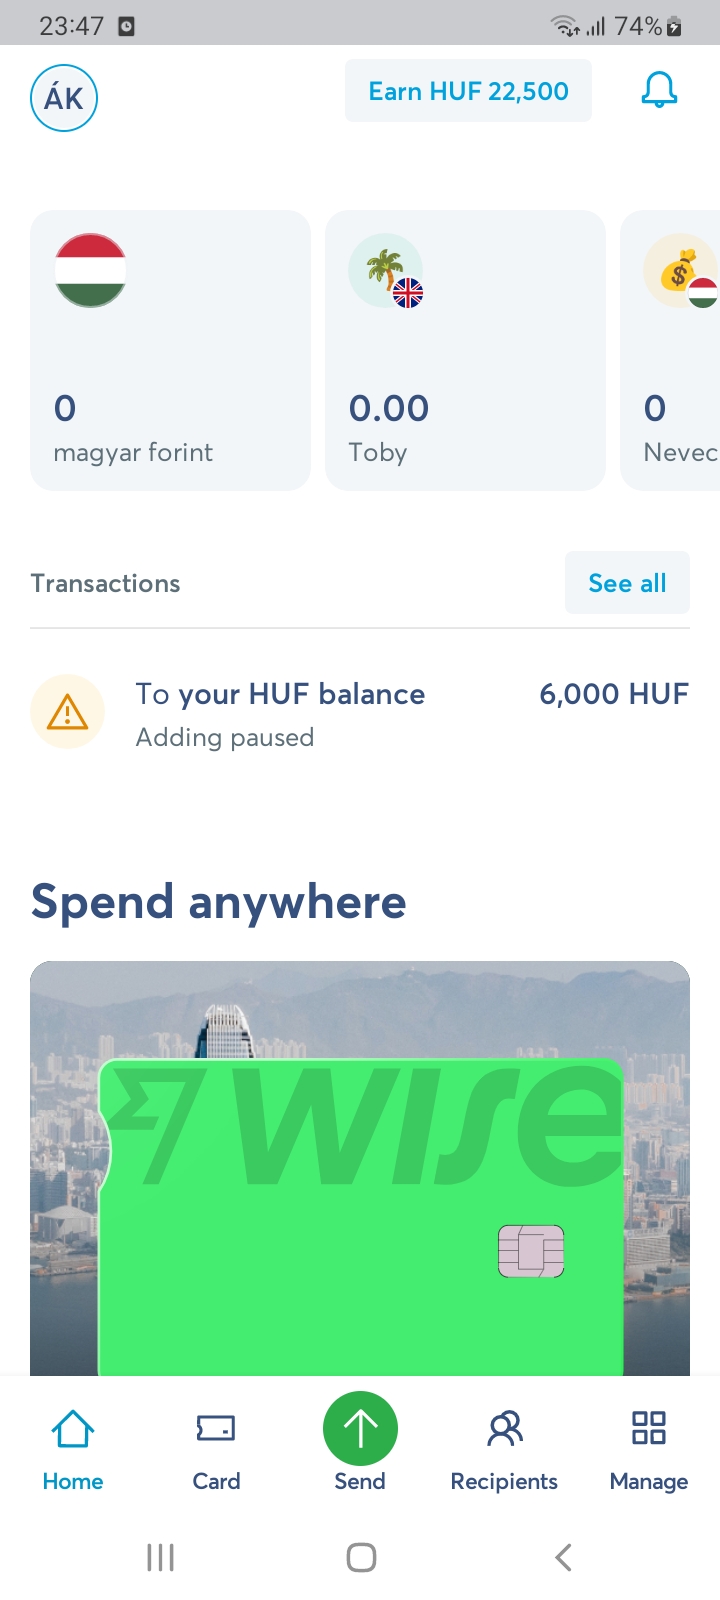 23:47 74%
ÁK Earn HUF 22,500
0 0.00 0
magyar forint Toby Nevec
Transactions See all
To your HUF balance 6,000 HUF
Adding paused
Spend anywhere
wise
Home Card Send Recipients Manage